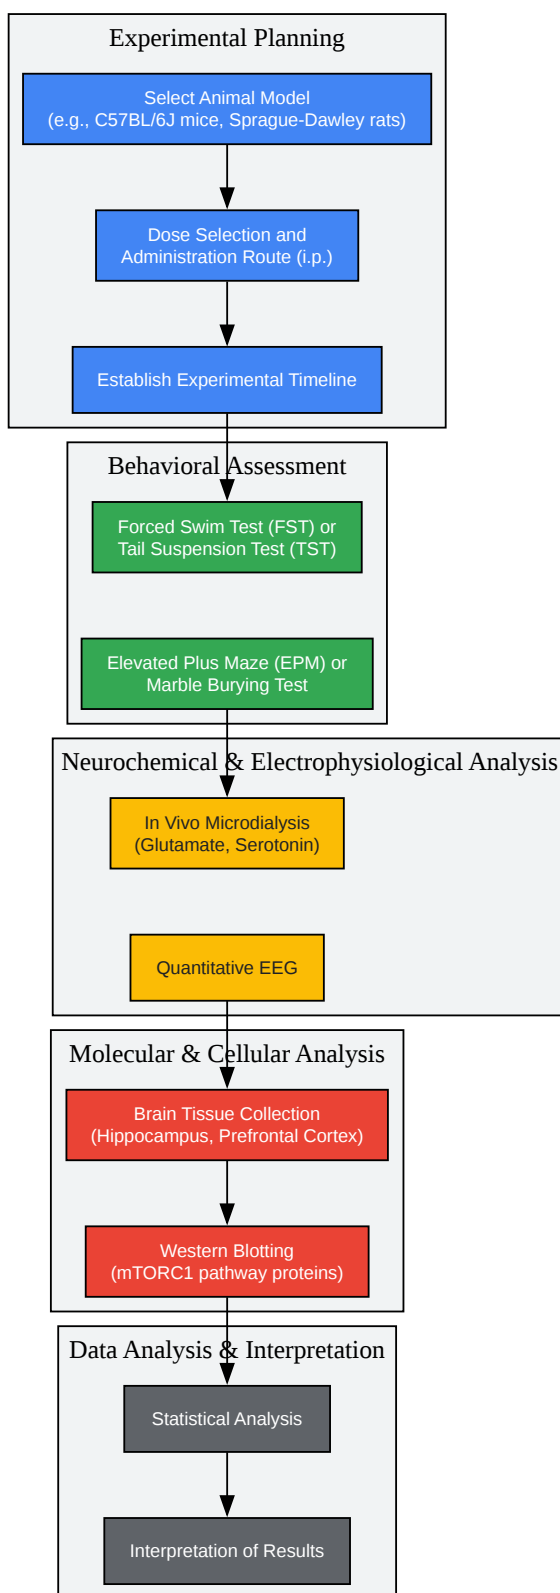 Experimental Planning
Select Animal Model
(e.g., C57BL/6J mice, Sprague-Dawley rats)
Dose Selection and
Administration Route (i.p.)
Establish Experimental Timeline
Behavioral Assessment
Forced Swim Test (FST) or
Tail Suspension Test (TST)
Elevated Plus Maze (EPM) or
Marble Burying Test
Neurochemical & Electrophysiological Analysis
In Vivo Microdialysis
(Glutamate, Serotonin)
Quantitative EEG
Molecular & Cellular Analysis
Brain Tissue Collection
(Hippocampus, Prefrontal Cortex)
Western Blotting
(mTORC1 pathway proteins)
Data Analysis & Interpretation
Statistical Analysis
Interpretation of Results